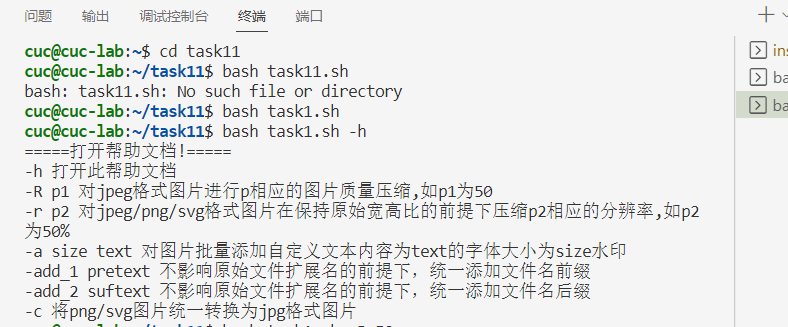 问题 输出 调试控制台 终端 端口
cuc@cuc-lab:~$ cd task11
cuc@cuc-lab:~/task11$ bash task11.sh
bash: task11.sh: No such file or directory
cuc@cuc-lab:~/task11$ bash task1.sh
cuc@cuc-lab:~/task11$ bash task1.sh -h
=====打开帮助文档!=====
-h 打开此帮助文档
-R p1 对jpeg格式图片进行p相应的图片质量压缩,如p1为50
-r p2 对jpeg/png/svg格式图片在保持原始宽高比的前提下压缩p2相应的分辨率,如p2
为50%
-a size text 对图片批量添加自定义文本内容为text的字体大小为size水印
-add_1 pretext 不影响原始文件扩展名的前提下，统一添加文件名前缀
-add_2 suftext 不影响原始文件扩展名的前提下，统一添加文件名后缀
-c 将png/svg图片统一转换为jpg格式图片
ins
ba
ba